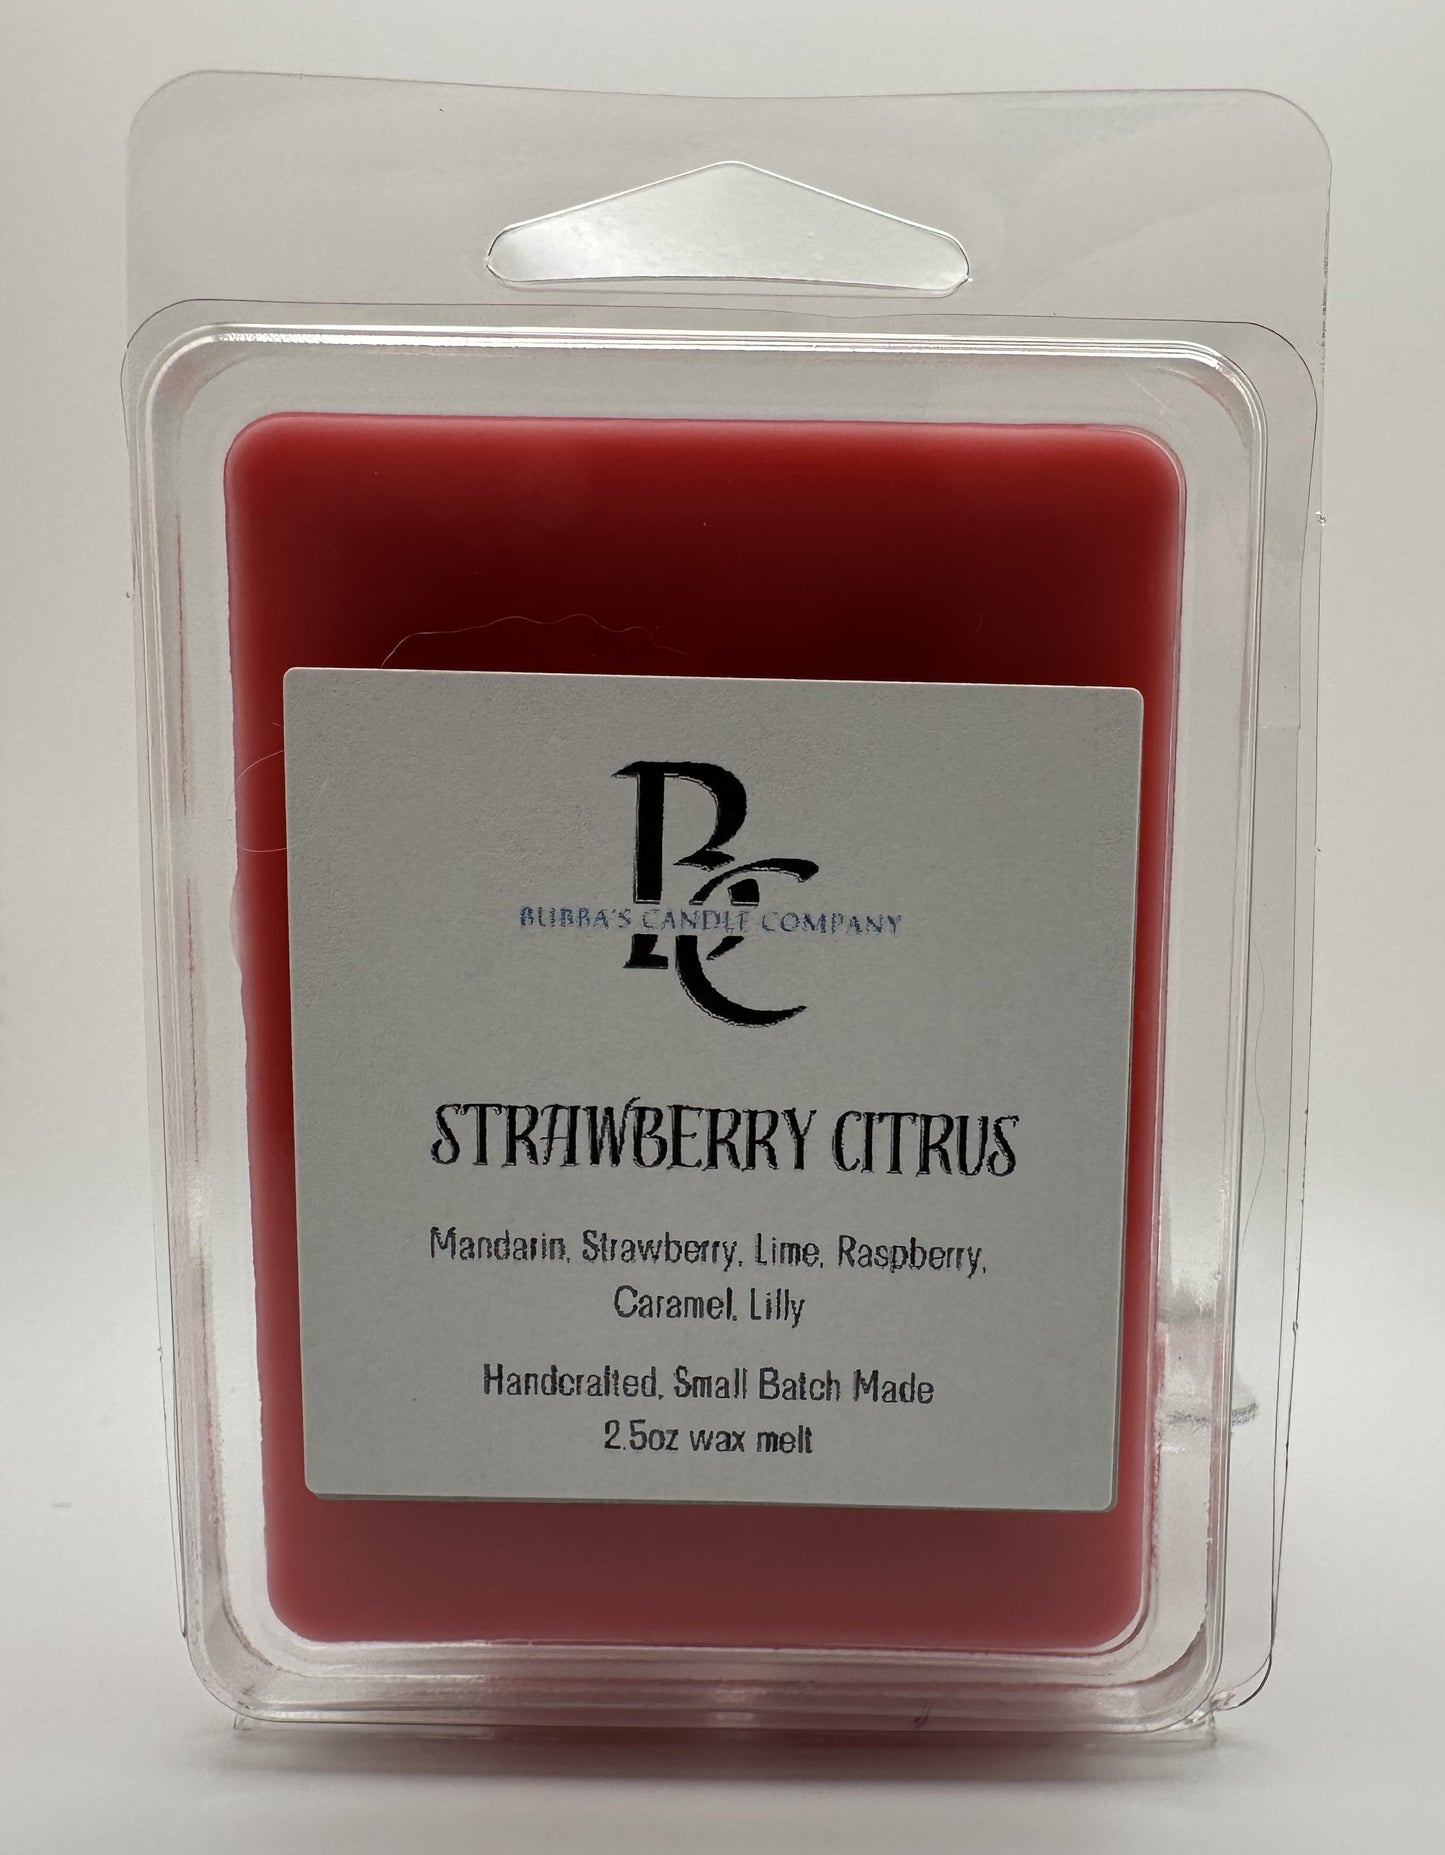 BC
BUBBA'S CANDLE COMPANY
STRAWBERRY CITRUS
Mandarin, Strawberry, Lime, Raspberry,
Caramel, Lilly
Handcrafted, Small Batch Made
2.5oz wax melt